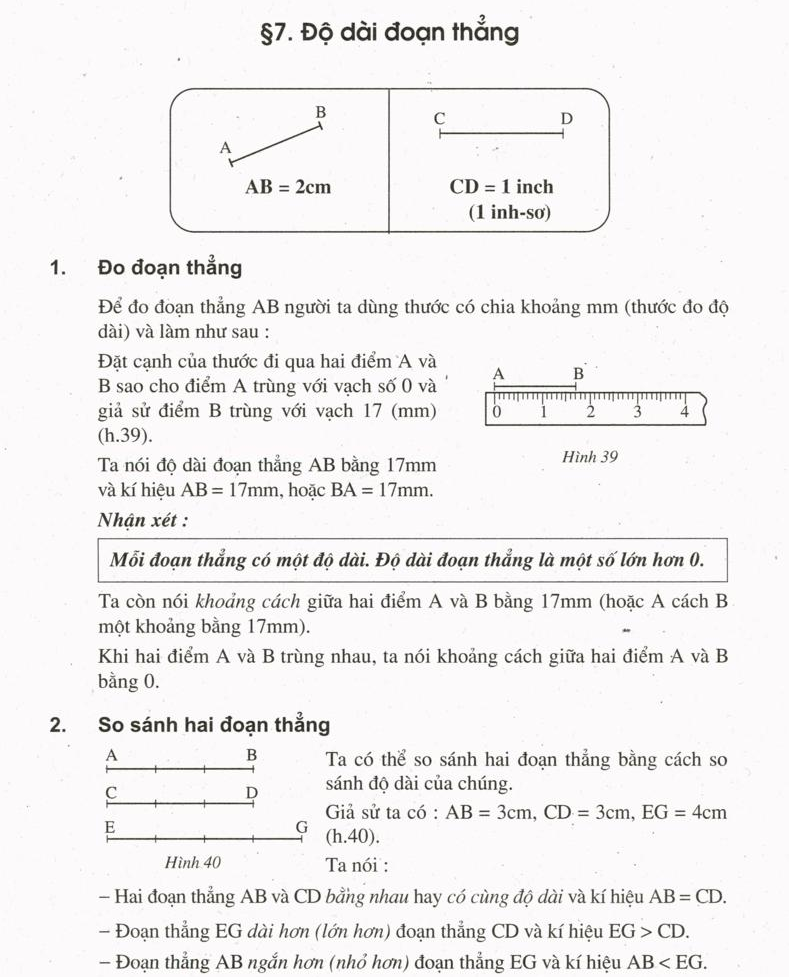 §7. Độ dài đoạn thẳng
A
B
AB = 2cm
C
D
CD = 1 inch
(1 inh-sơ)
1. Đo đoạn thẳng
Để đo đoạn thẳng AB người ta dùng thước có chia khoảng mm (thước đo độ
dài) và làm như sau :
Đặt cạnh của thước đi qua hai điểm A và
B sao cho điểm A trùng với vạch số 0 và
giả sử điểm B trùng với vạch 17 (mm)
(h.39).
Ta nói độ dài đoạn thẳng AB bằng 17mm
và kí hiệu AB = 17mm, hoặc BA = 17mm.
A B
0 1 2 3 4
Hình 39
Nhận xét :
Mỗi đoạn thẳng có một độ dài. Độ dài đoạn thẳng là một số lớn hơn 0.
Ta còn nói khoảng cách giữa hai điểm A và B bằng 17mm (hoặc A cách B
một khoảng bằng 17mm).
Khi hai điểm A và B trùng nhau, ta nói khoảng cách giữa hai điểm A và B
bằng 0.
2. So sánh hai đoạn thẳng
A B
C D
E G
Hình 40
Ta có thể so sánh hai đoạn thẳng bằng cách so
sánh độ dài của chúng.
Giả sử ta có : AB = 3cm, CD = 3cm, EG = 4cm
(h.40).
Ta nói :
– Hai đoạn thẳng AB và CD bằng nhau hay có cùng độ dài và kí hiệu AB = CD.
– Đoạn thẳng EG dài hơn (lớn hơn) đoạn thẳng CD và kí hiệu EG > CD.
– Đoạn thẳng AB ngắn hơn (nhỏ hơn) đoạn thẳng EG và kí hiệu AB < EG.